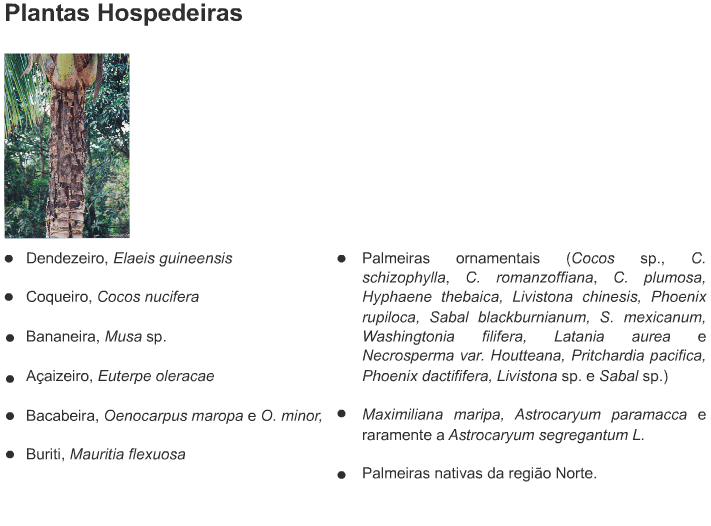 Plantas Hospedeiras
Dendezeiro, Elaeis guineensis
Coqueiro, Cocos nucifera
Bananeira, Musa sp.
Açaizeiro, Euterpe oleracae
Bacabeira, Oenocarpus maropa e O. minor,
Buriti, Mauritia flexuosa
Palmeiras ornamentais (Cocos sp., C.
schizophylla, C. romanzoffiana, C. plumosa,
Hyphaene thebaica, Livistona chinesis, Phoenix
rupiloca, Sabal blackburnianum, S. mexicanum,
Washingtonia filifera, Latania aurea e
Necrosperma var. Houtteana, Pritchardia pacifica,
Phoenix dactififera, Livistona sp. e Sabal sp.)
Maximiliana maripa, Astrocaryum paramacca e
raramente a Astrocaryum segregantum L.
Palmeiras nativas da região Norte.